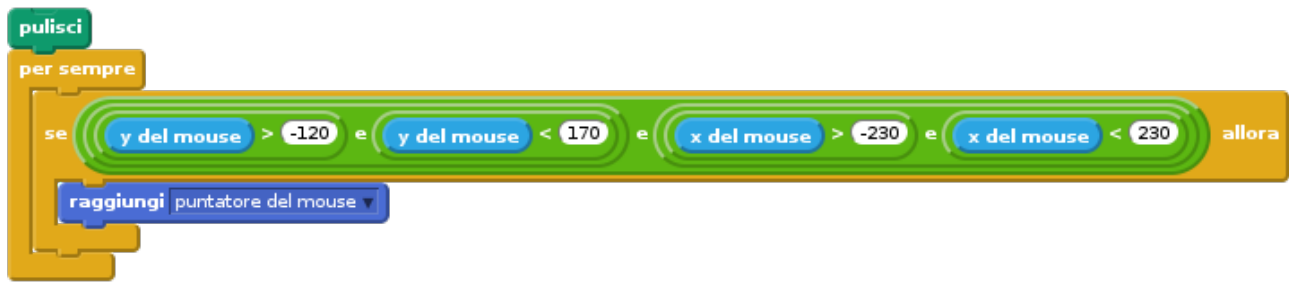 pulisci
per sempre
se y del mouse > -120 e y del mouse < 170 e x del mouse > -230 e x del mouse < 230 allora
raggiungi puntatore del mouse